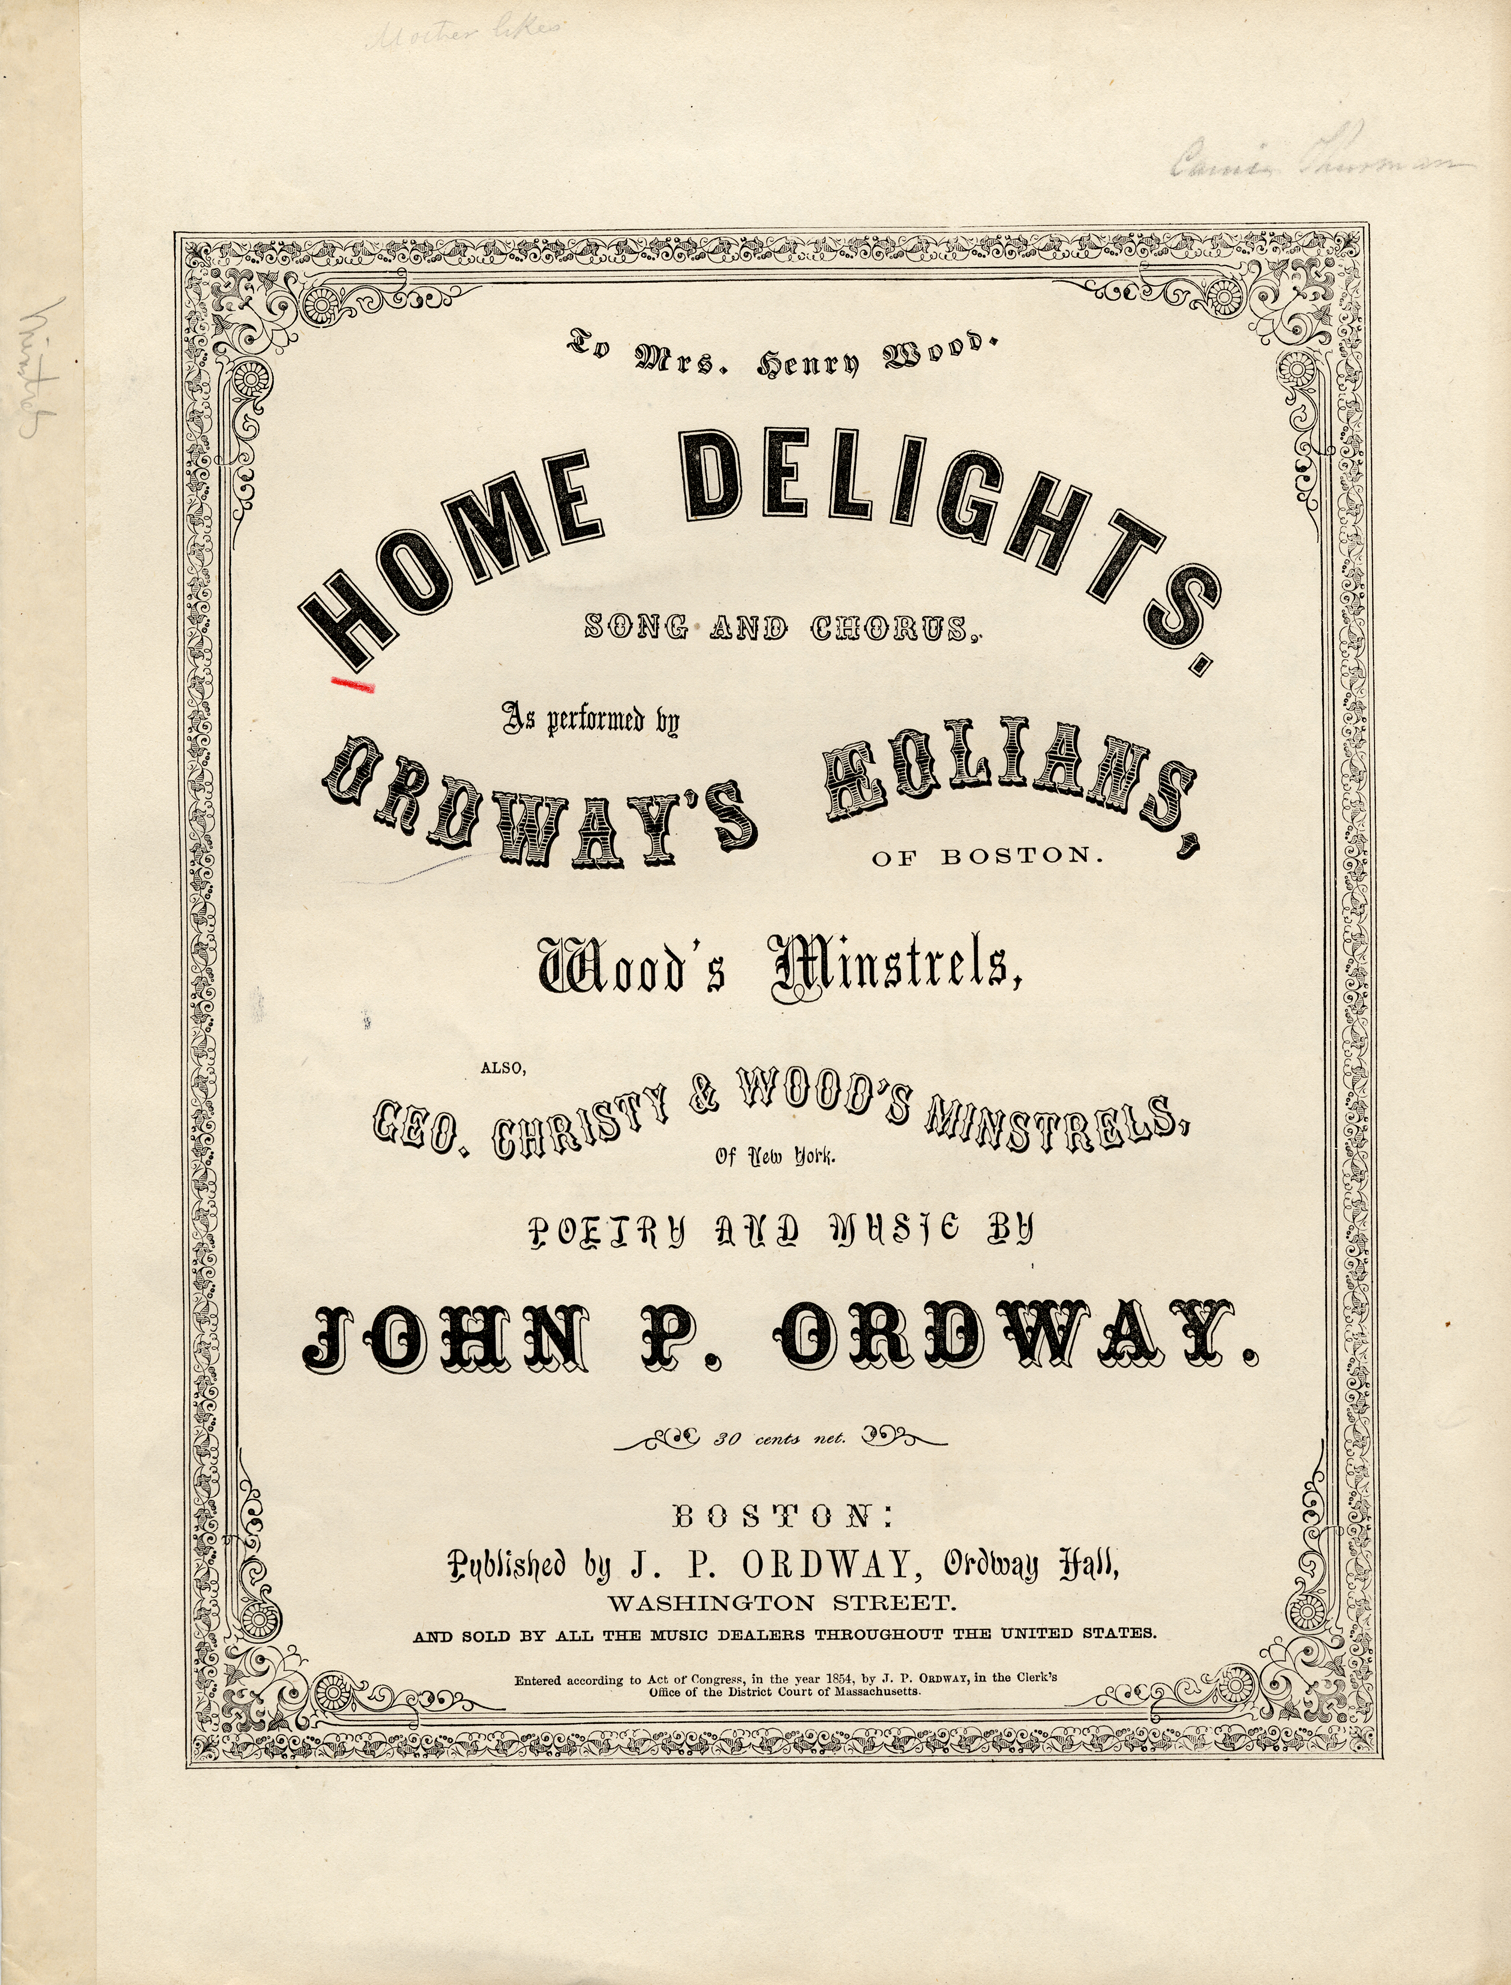 Mother likes
Carrie Thurman
To Mrs. Henry Wood.
HOME DELIGHTS.
SONG AND CHORUS,
As performed by
ORDWAY'S ÆOLIANS,
OF BOSTON.
Wood's Minstrels,
ALSO,
GEO. CHRISTY & WOOD'S MINSTRELS,
Of New York.
POETRY AND MUSIC BY
JOHN P. ORDWAY.
30 cents net.
BOSTON:
Published by J. P. ORDWAY, Ordway Hall,
WASHINGTON STREET.
AND SOLD BY ALL THE MUSIC DEALERS THROUGHOUT THE UNITED STATES.
Entered according to Act of Congress, in the year 1854, by J. P. ORDWAY, in the Clerk's
Office of the District Court of Massachusetts.